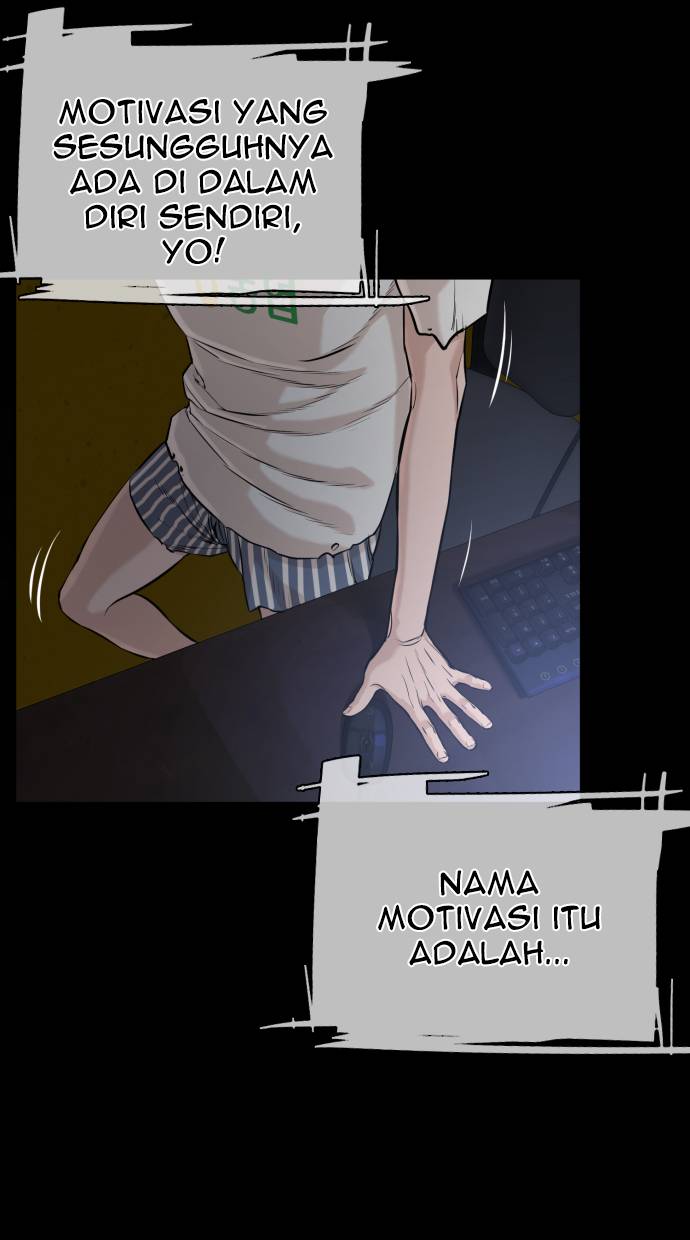 MOTIVASI YANG
SESUNGGUHNYA
ADA DI DALAM
DIRI SENDIRI,
YO!
NAMA
MOTIVASI ITU
ADALAH...